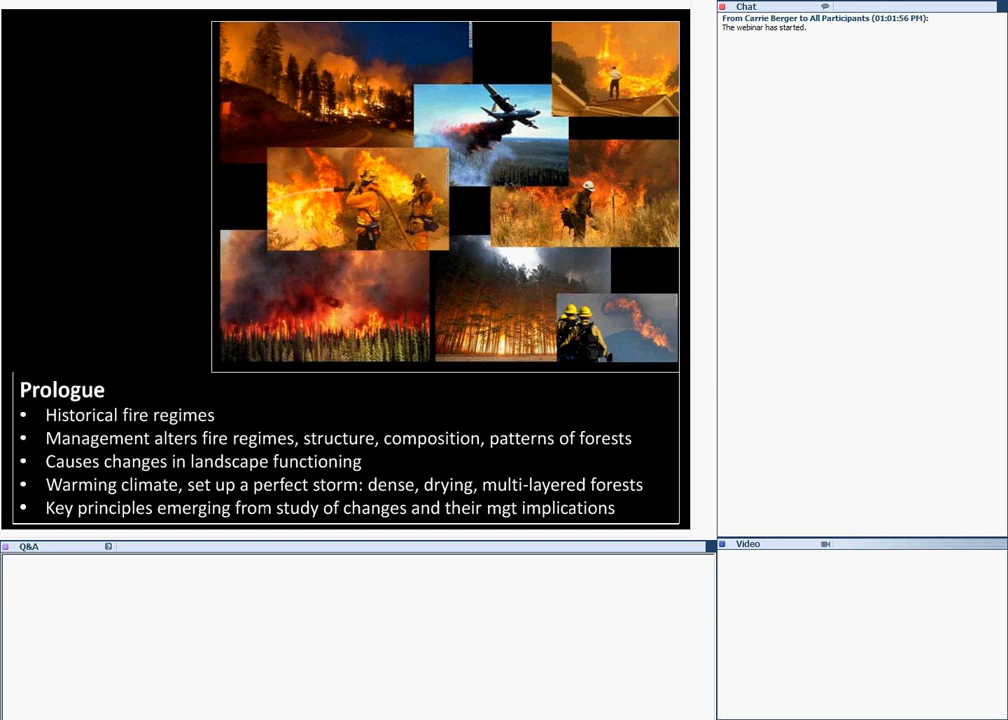 Prologue
• Historical fire regimes
• Management alters fire regimes, structure, composition, patterns of forests
• Causes changes in landscape functioning
• Warming climate, set up a perfect storm: dense, drying, multi-layered forests
• Key principles emerging from study of changes and their mgt implications
Chat
From Carrie Berger to All Participants (01:01:56 PM):
The webinar has started.
Q&A
Video